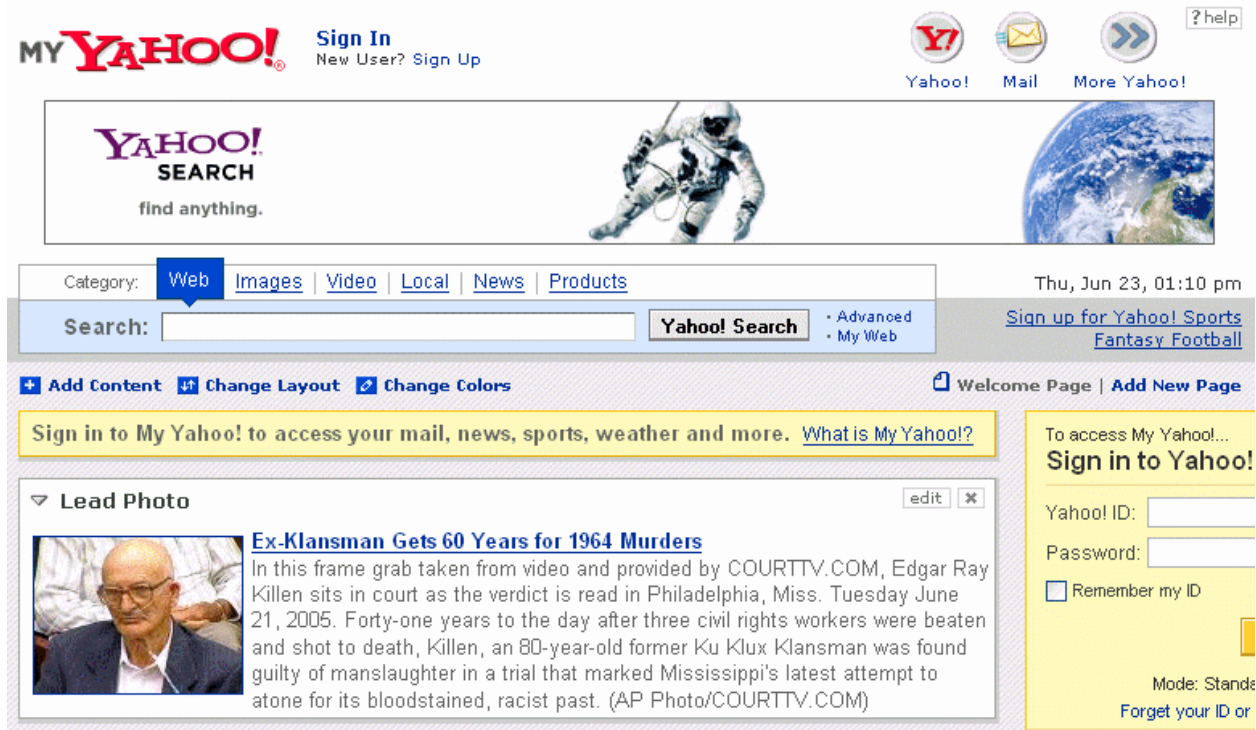 MY YAHOO!®
Sign In
New User? Sign Up
Yahoo!
Mail
More Yahoo!
? help
YAHOO!
SEARCH
find anything.
Category: Web Images | Video | Local | News | Products
Search: Yahoo! Search
· Advanced
· My Web
Thu, Jun 23, 01:10 pm
Sign up for Yahoo! Sports
Fantasy Football
Add Content Change Layout Change Colors
Welcome Page | Add New Page
Sign in to My Yahoo! to access your mail, news, sports, weather and more. What is My Yahoo!?
Lead Photo
edit
Ex-Klansman Gets 60 Years for 1964 Murders
In this frame grab taken from video and provided by COURTTV.COM, Edgar Ray
Killen sits in court as the verdict is read in Philadelphia, Miss. Tuesday June
21, 2005. Forty-one years to the day after three civil rights workers were beaten
and shot to death, Killen, an 80-year-old former Ku Klux Klansman was found
guilty of manslaughter in a trial that marked Mississippi's latest attempt to
atone for its bloodstained, racist past. (AP Photo/COURTTV.COM)
To access My Yahoo!...
Sign in to Yahoo!
Yahoo! ID:
Password:
Remember my ID
Mode: Standa
Forget your ID or